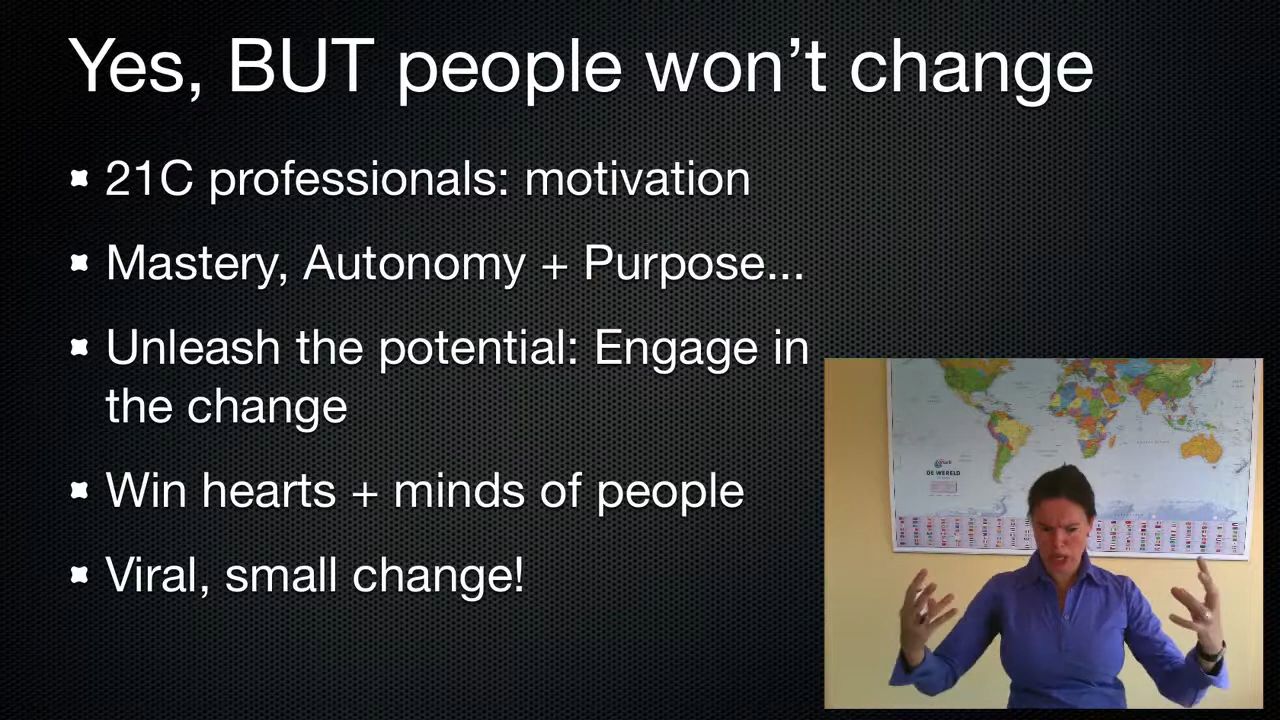 Yes, BUT people won’t change
21C professionals: motivation
Mastery, Autonomy + Purpose...
Unleash the potential: Engage in
the change
Win hearts + minds of people
Viral, small change!
DE WERELD